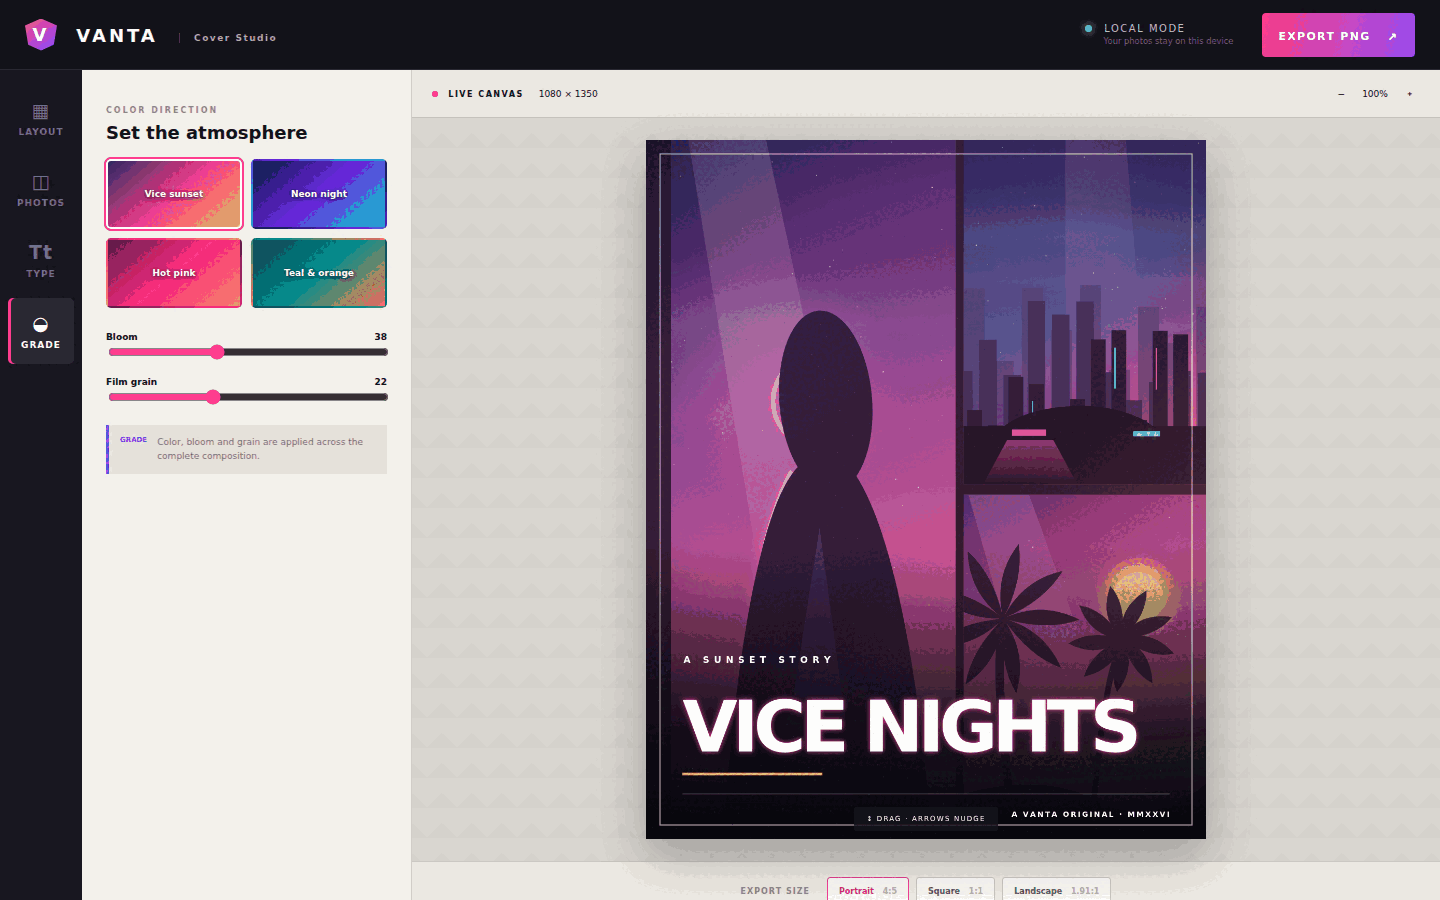 V VANTA Cover Studio
LOCAL MODE
Your photos stay on this device
EXPORT PNG ↗
LAYOUT
PHOTOS
Tt
TYPE
GRADE
COLOR DIRECTION
Set the atmosphere
Vice sunset
Neon night
Hot pink
Teal & orange
Bloom 38
Film grain 22
GRADE Color, bloom and grain are applied across the
complete composition.
LIVE CANVAS 1080 × 1350
– 100% +
A SUNSET STORY
VICE NIGHTS
↕ DRAG · ARROWS NUDGE
A VANTA ORIGINAL · MMXXVI
EXPORT SIZE Portrait 4:5 Square 1:1 Landscape 1.91:1